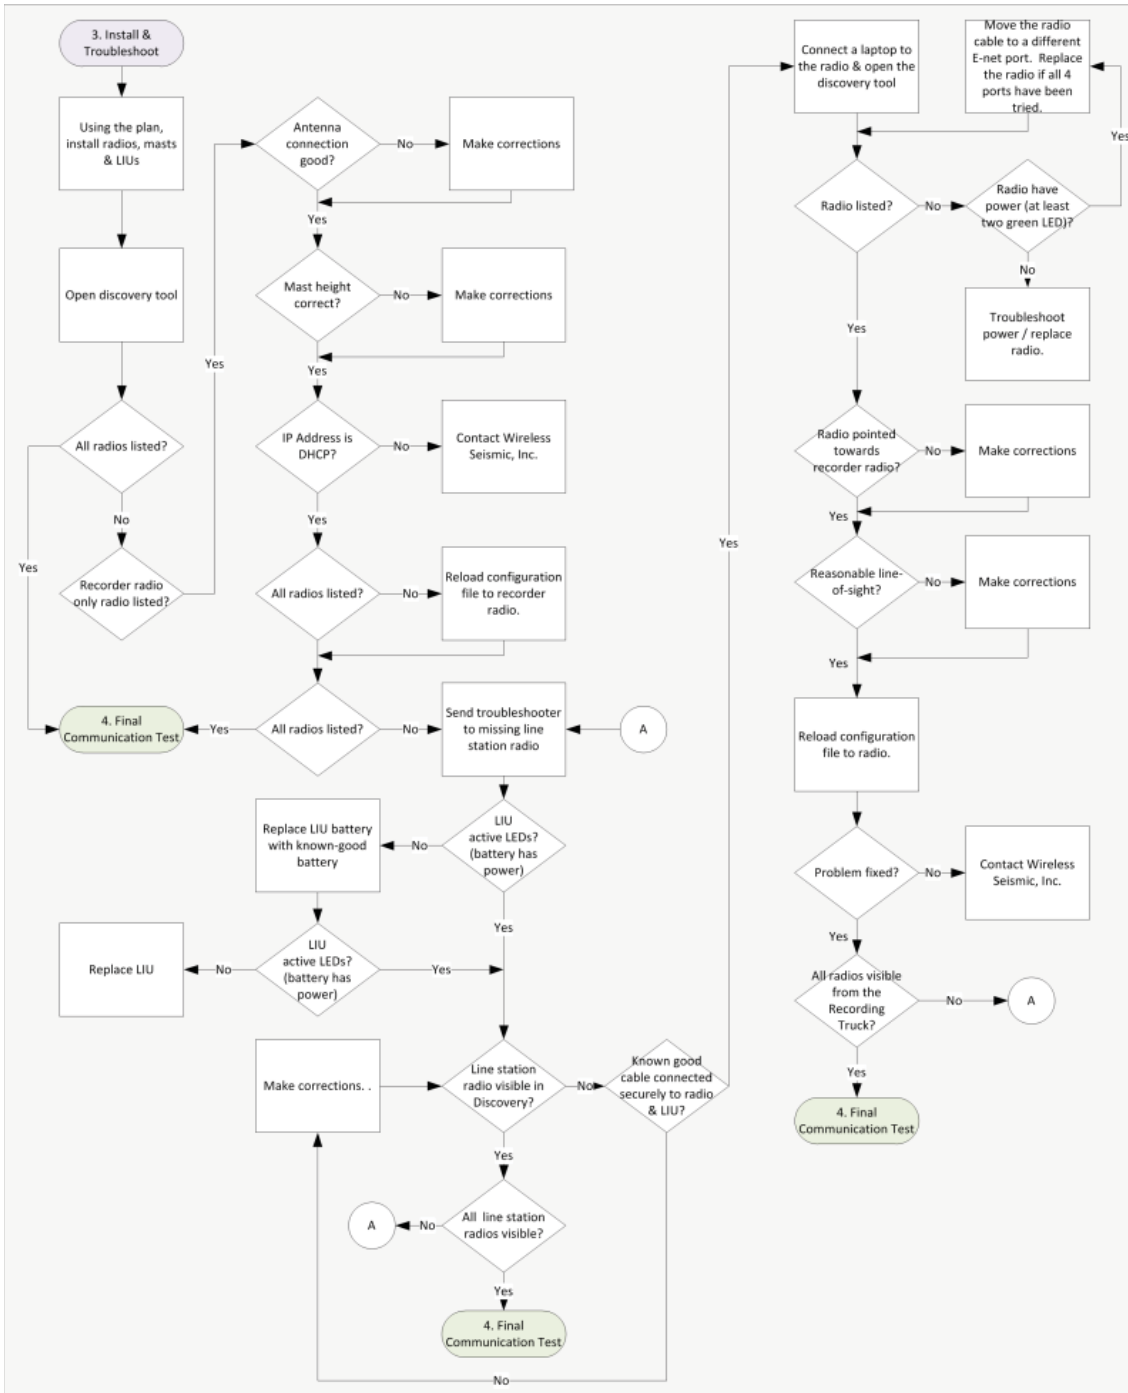 3. Install &
Troubleshoot
Using the plan,
install radios, masts
& LIUs
Open discovery tool
All radios listed?
No
Yes
Recorder radio
only radio listed?
Yes
4. Final
Communication Test
Antenna
connection
good?
No
Make corrections
Yes
Mast height
correct?
No
Make corrections
Yes
IP Address is
DHCP?
No
Contact Wireless
Seismic, Inc.
Yes
All radios listed?
No
Reload configuration
file to recorder
radio.
All radios listed?
Yes
No
Send troubleshooter
to missing line
station radio
A
LIU
active LEDs?
(battery has
power)
No
Replace LIU battery
with known-good
battery
Yes
LIU
active LEDs?
(battery has
power)
No
Replace LIU
Yes
Line station
radio visible in
Discovery?
No
Known good
cable connected
securely to radio
& LIU?
Make corrections. .
Yes
All line station
radios visible?
No
A
Yes
4. Final
Communication Test
No
Yes
Connect a laptop to
the radio & open the
discovery tool
Move the radio
cable to a different
E-net port. Replace
the radio if all 4
ports have been
tried.
Yes
Radio listed?
No
Radio have
power (at least
two green LED)?
No
Troubleshoot
power / replace
radio.
Yes
Radio pointed
towards
recorder radio?
No
Make corrections
Yes
Reasonable line-
of-sight?
No
Make corrections
Yes
Reload configuration
file to radio.
Problem fixed?
No
Contact Wireless
Seismic, Inc.
Yes
All radios visible
from the
Recording
Truck?
No
A
Yes
4. Final
Communication Test